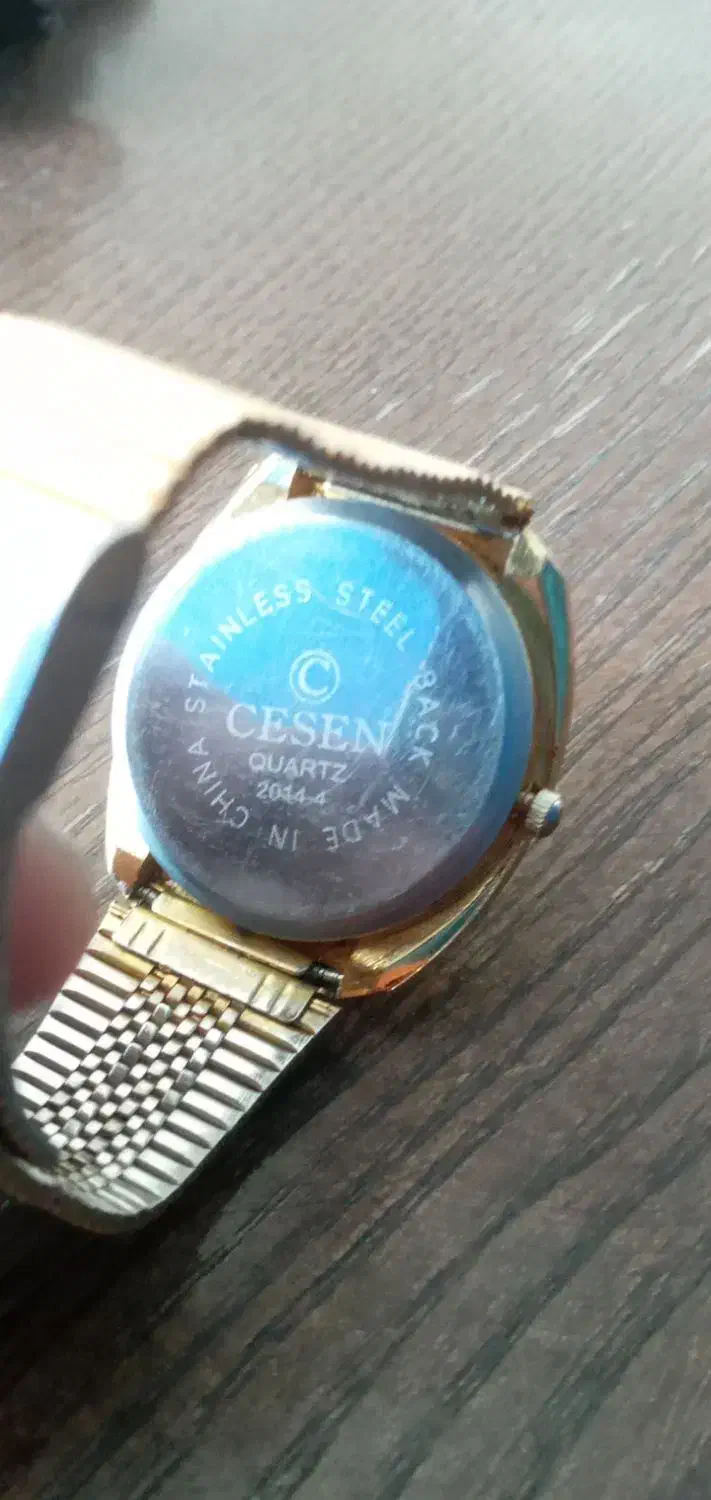 STAINLESS STEEL BACK MADE IN CHINA
©
CESEN
QUARTZ
2014-4